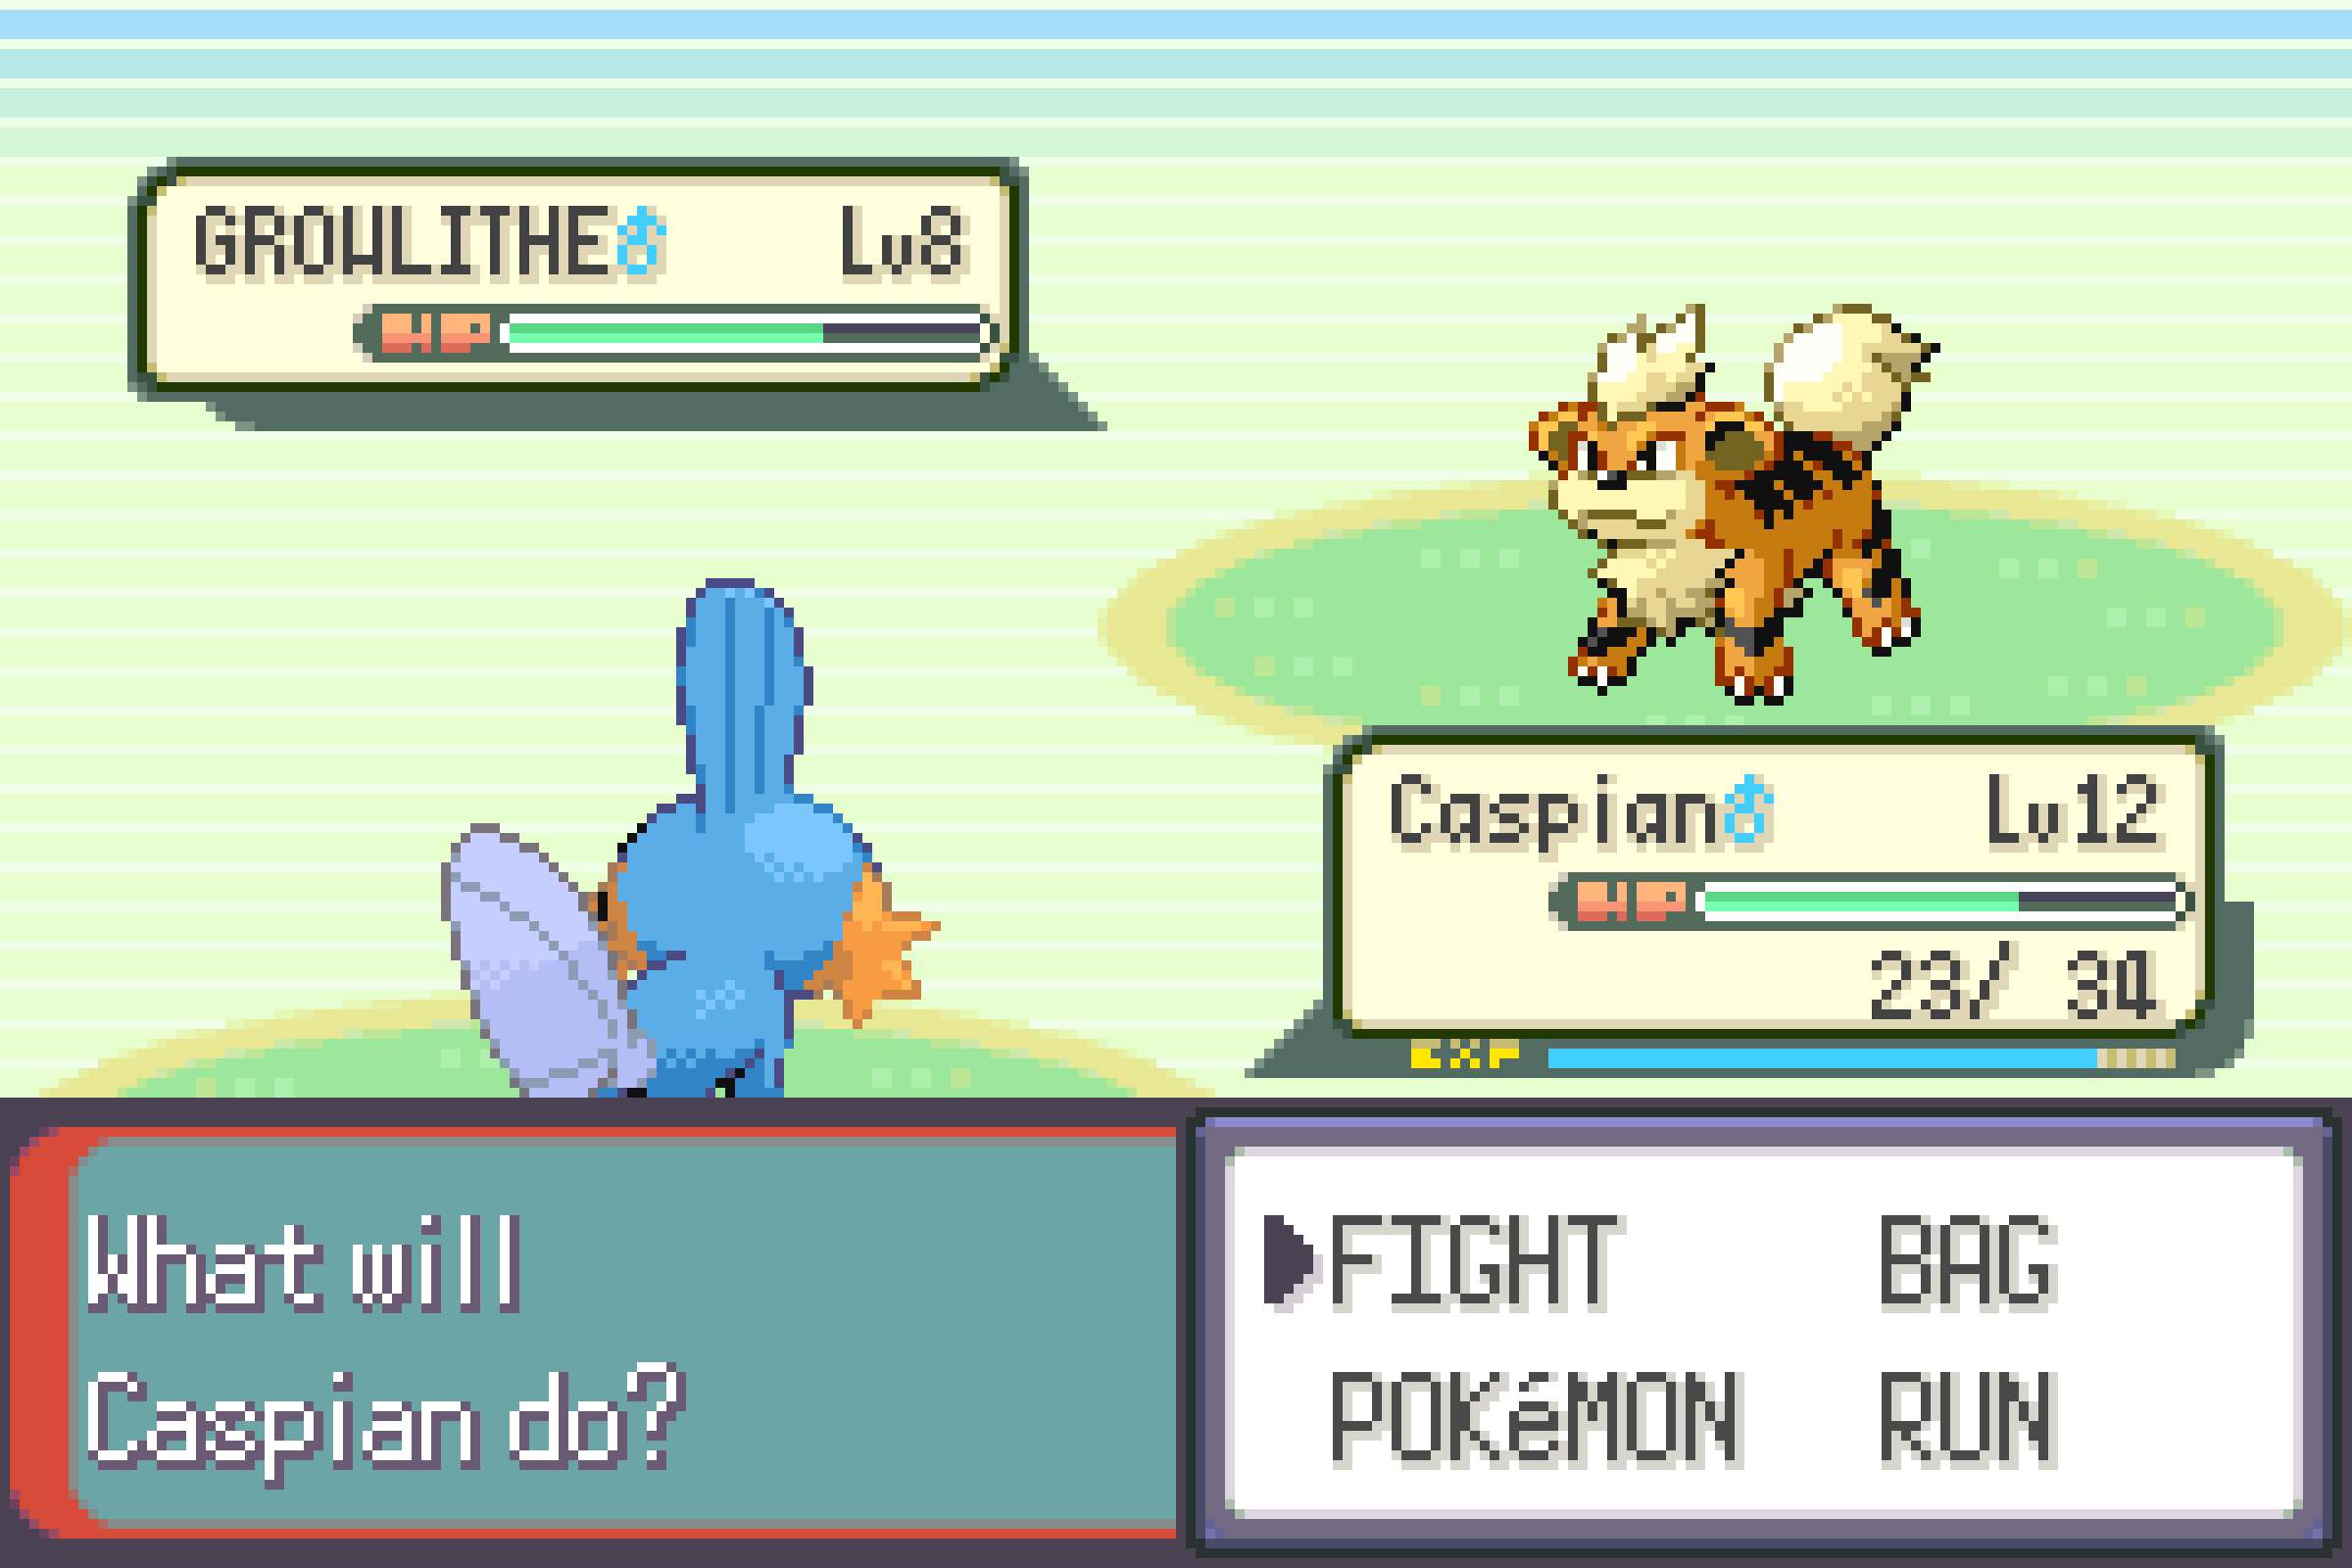 GROWLITHE♂ Lv8
HP
Caspian♂ Lv12
HP
23/ 34
EXP
What will
Caspian do?
FIGHT BAG
POKéMON RUN